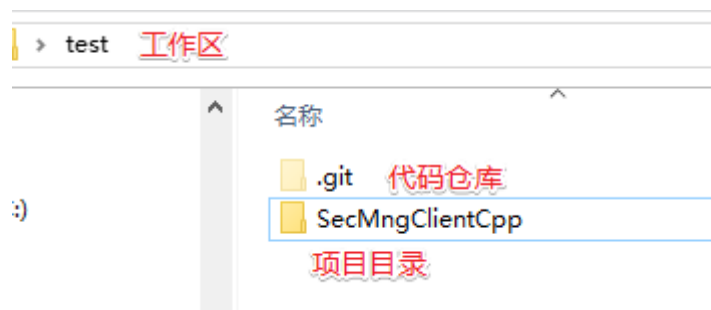 > test 工作区
名称
.git 代码仓库
:)
SecMngClientCpp
项目目录